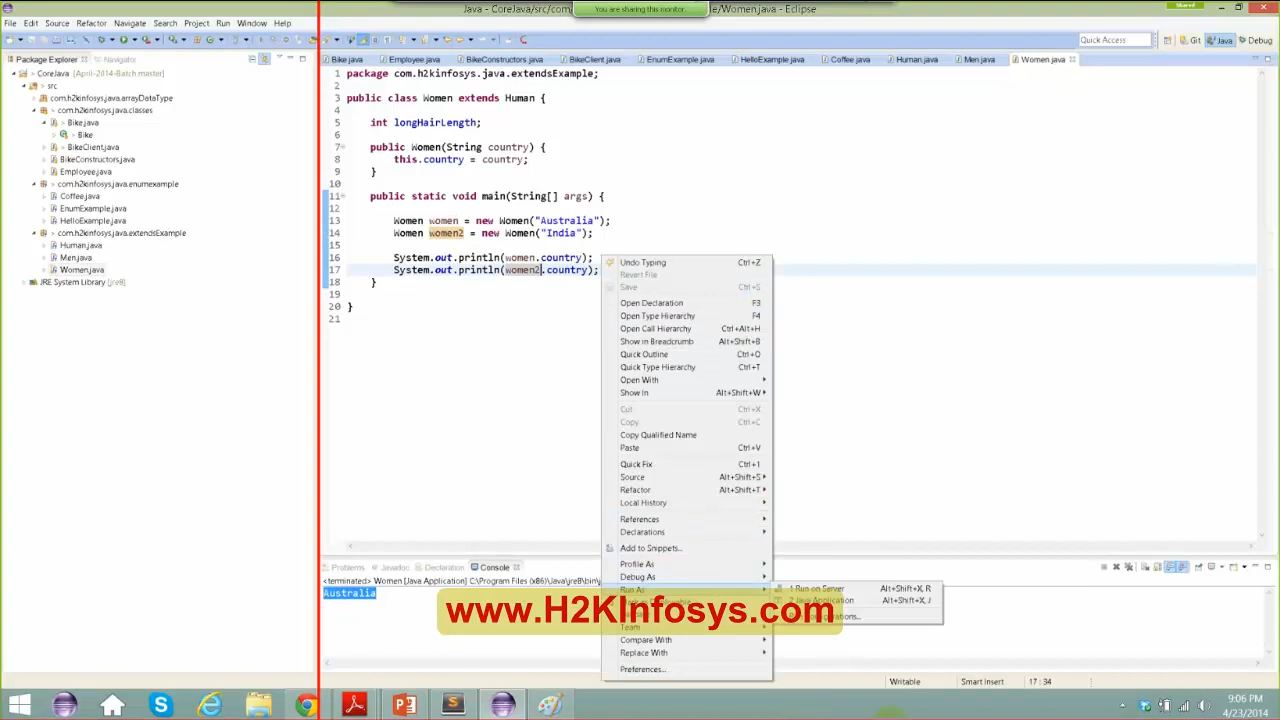 Java - CoreJava/src/com
You are sharing this monitor.
/Women.java - Eclipse
Shared
File Edit Source Refactor Navigate Search Project Run Window Help
Quick Access
Git Java Debug
Package Explorer Navigator
Bike.java Employee.java BikeConstructors.java BikeClient.java EnumExample.java HelloExample.java Coffee.java Human.java Men.java Women.java
> CoreJava [April-2014-Batch master]
> src
com.h2kinfosys.java.arrayDataType
> com.h2kinfosys.java.classes
> Bike.java
> Bike
> BikeClient.java
BikeConstructors.java
Employee.java
> com.h2kinfosys.java.enumexample
Coffee.java
EnumExample.java
HelloExample.java
> com.h2kinfosys.java.extendsExample
Human.java
Men.java
Women.java
JRE System Library [jre8]
1 package com.h2kinfosys.java.extendsExample;
2
3 public class Women extends Human {
4
5 int longHairLength;
6
7 public Women(String country) {
8 this.country = country;
9 }
10
11 public static void main(String[] args) {
12
13 Women women = new Women("Australia");
14 Women women2 = new Women("India");
15
16 System.out.println(women.country);
17 System.out.println(women2.country);
18 }
19
20 }
21
Undo Typing Ctrl+Z
Revert File
Save Ctrl+S
Open Declaration F3
Open Type Hierarchy F4
Open Call Hierarchy Ctrl+Alt+H
Show in Breadcrumb Alt+Shift+B
Quick Outline Ctrl+O
Quick Type Hierarchy Ctrl+T
Open With
Show In Alt+Shift+W
Cut Ctrl+X
Copy Ctrl+C
Copy Qualified Name
Paste Ctrl+V
Quick Fix Ctrl+1
Source Alt+Shift+S
Refactor Alt+Shift+T
Local History
References
Declarations
Add to Snippets...
Profile As
Debug As
Run As
Team
Compare With
Replace With
Preferences...
1 Run on Server Alt+Shift+X, R
2 Java Application Alt+Shift+X, J
Problems Javadoc Declaration Console
<terminated> Women [Java Application] C:\Program Files (x86)\Java\jre8\bin\
Australia
www.H2KInfosys.com
Writable Smart Insert 17 : 34
9:06 PM
4/23/2014